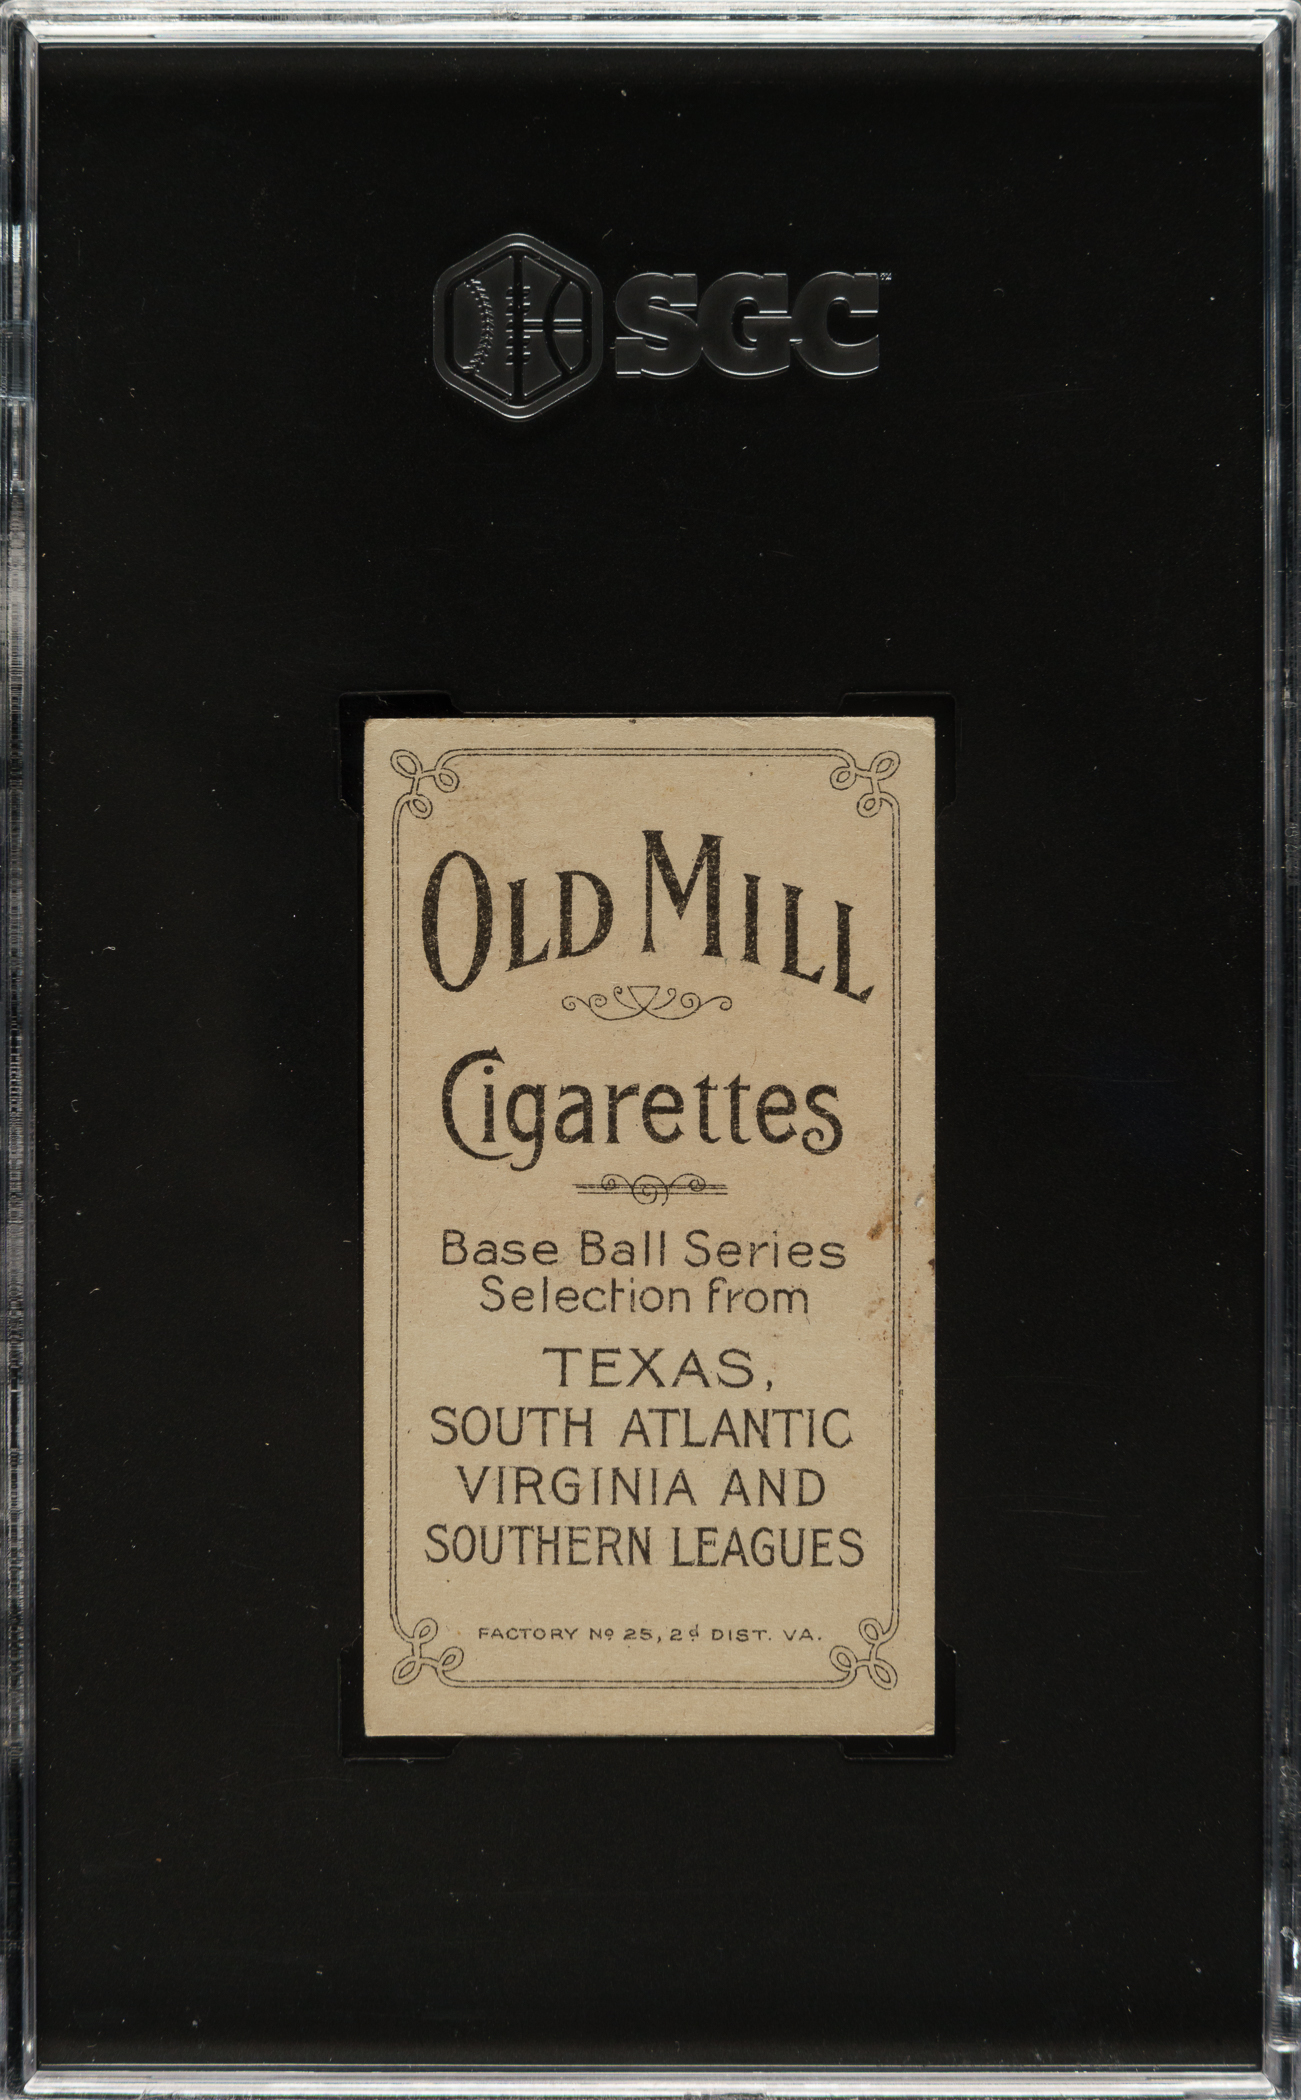 SGC™
OLD MILL
Cigarettes
Base Ball Series
Selection from
TEXAS,
SOUTH ATLANTIC
VIRGINIA AND
SOUTHERN LEAGUES
FACTORY Nº 25, 2d DIST. VA.